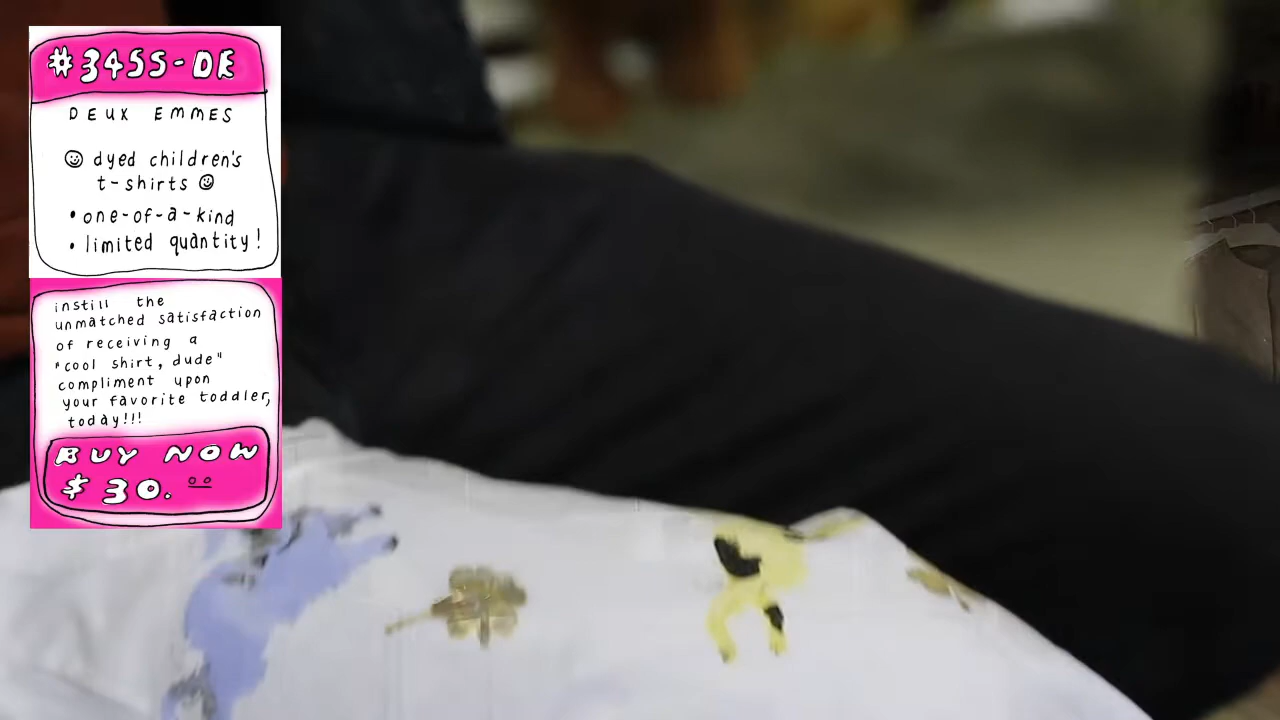 #3455-DE
DEUX EMMES
dyed children's
t-shirts
• one-of-a-kind
• limited quantity!
instill the
unmatched satisfaction
of receiving a
"cool shirt, dude"
compliment upon
your favorite toddler,
today!!!
BUY NOW
$30.00